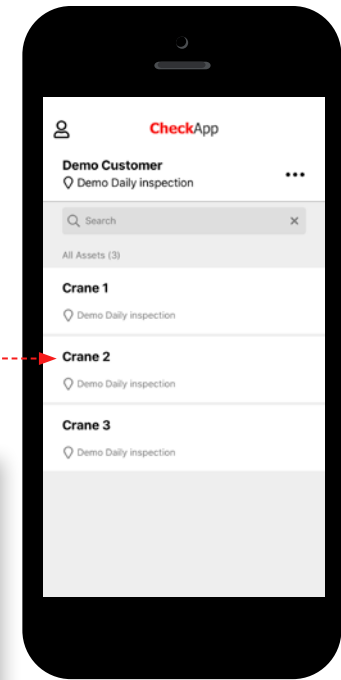 CheckApp
Demo Customer
Demo Daily inspection
Search
All Assets (3)
Crane 1
Demo Daily inspection
Crane 2
Demo Daily inspection
Crane 3
Demo Daily inspection